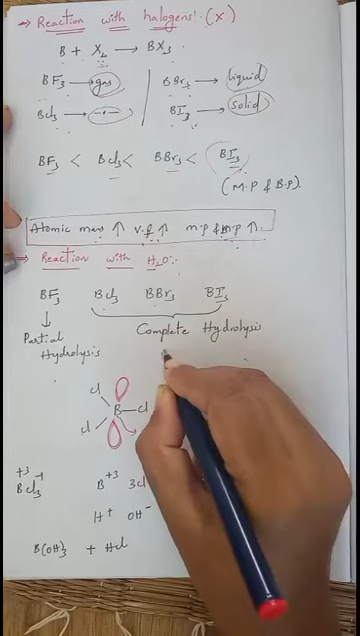 → Reaction with halogens: (X)
B + X₂ → BX₃
BF₃ → gas
BBr₃ → liquid
BCl₃ → —·—
BI₃ → solid
BF₃ < BCl₃ < BBr₃ < BI₃
(M.P & B.P).
Atomic mass ↑ v.f ↑ m.p & b.p ↑.
⇒ Reaction with H₂O:
BF₃ BCl₃ BBr₃ BI₃
↓ Complete Hydrolysis
Partial
Hydrolysis
Cl
B — Cl
Cl
+3 -1
BCl₃ B⁺³ 3Cl
H⁺ OH⁻
B(OH)₃ + HCl